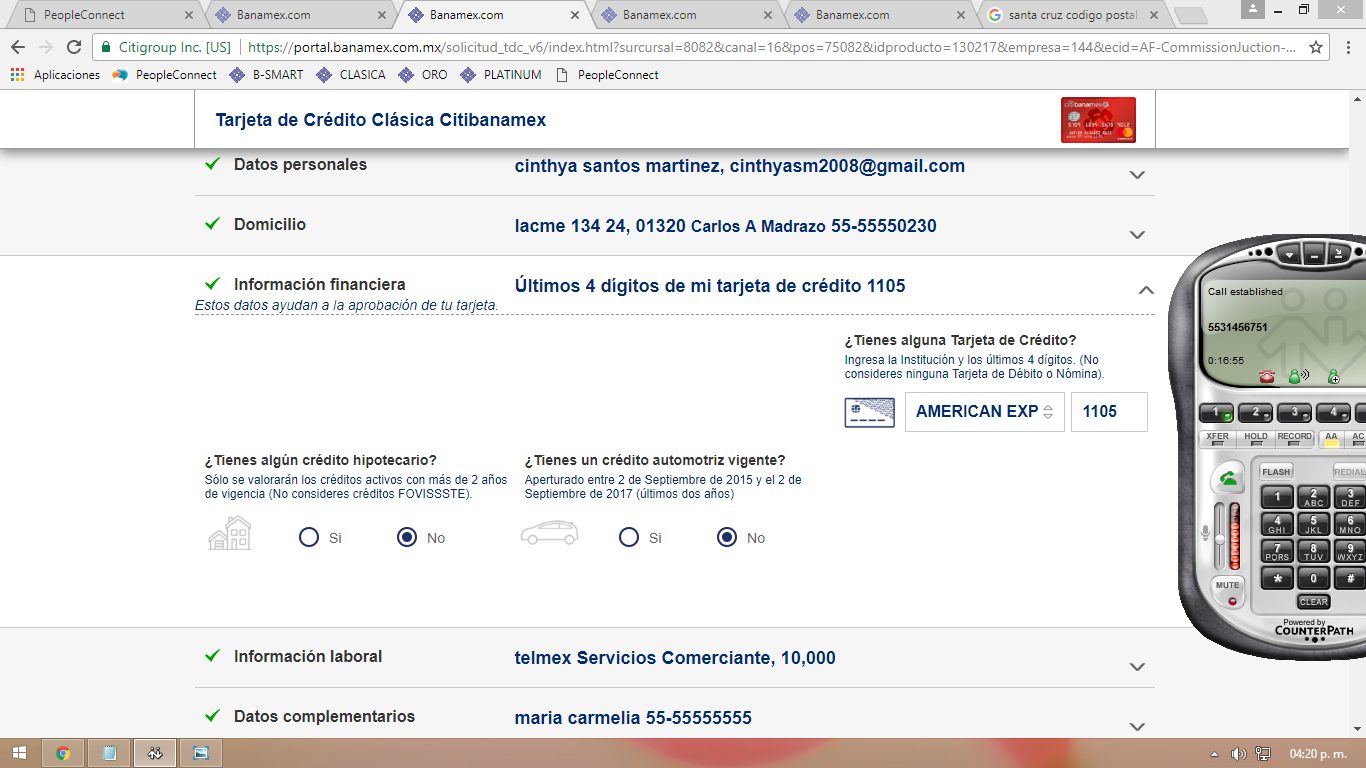 PeopleConnect
Banamex.com
Banamex.com
Banamex.com
Banamex.com
santa cruz codigo postal
Citigroup Inc. [US]
https://portal.banamex.com.mx/solicitud_tdc_v6/index.html?surcursal=8082&canal=16&pos=75082&idproducto=130217&empresa=144&ecid=AF-CommissionJuction-...
Aplicaciones
PeopleConnect
B-SMART
CLASICA
ORO
PLATINUM
PeopleConnect
Tarjeta de Crédito Clásica Citibanamex
citibanamex
Datos personales
cinthya santos martinez, cinthyasm2008@gmail.com
Domicilio
lacme 134 24, 01320 Carlos A Madrazo 55-55550230
Información financiera
Últimos 4 dígitos de mi tarjeta de crédito 1105
Estos datos ayudan a la aprobación de tu tarjeta.
¿Tienes alguna Tarjeta de Crédito?
Ingresa la Institución y los últimos 4 dígitos. (No
consideres ninguna Tarjeta de Débito o Nómina).
AMERICAN EXP
1105
¿Tienes algún crédito hipotecario?
Sólo se valorarán los créditos activos con más de 2 años
de vigencia (No consideres créditos FOVISSSTE).
Si
No
¿Tienes un crédito automotriz vigente?
Aperturado entre 2 de Septiembre de 2015 y el 2 de
Septiembre de 2017 (últimos dos años)
Si
No
Información laboral
telmex Servicios Comerciante, 10,000
Datos complementarios
maria carmelia 55-55555555
Call established
5531456751
0:16:55
1
2
3
4
XFER
HOLD
RECORD
AA
AC
FLASH
REDIAL
1
2 ABC
3 DEF
4 GHI
5 JKL
6 MNO
7 PQRS
8 TUV
9 WXYZ
*
0
#
MUTE
CLEAR
Powered by
COUNTERPATH
04:20 p. m.